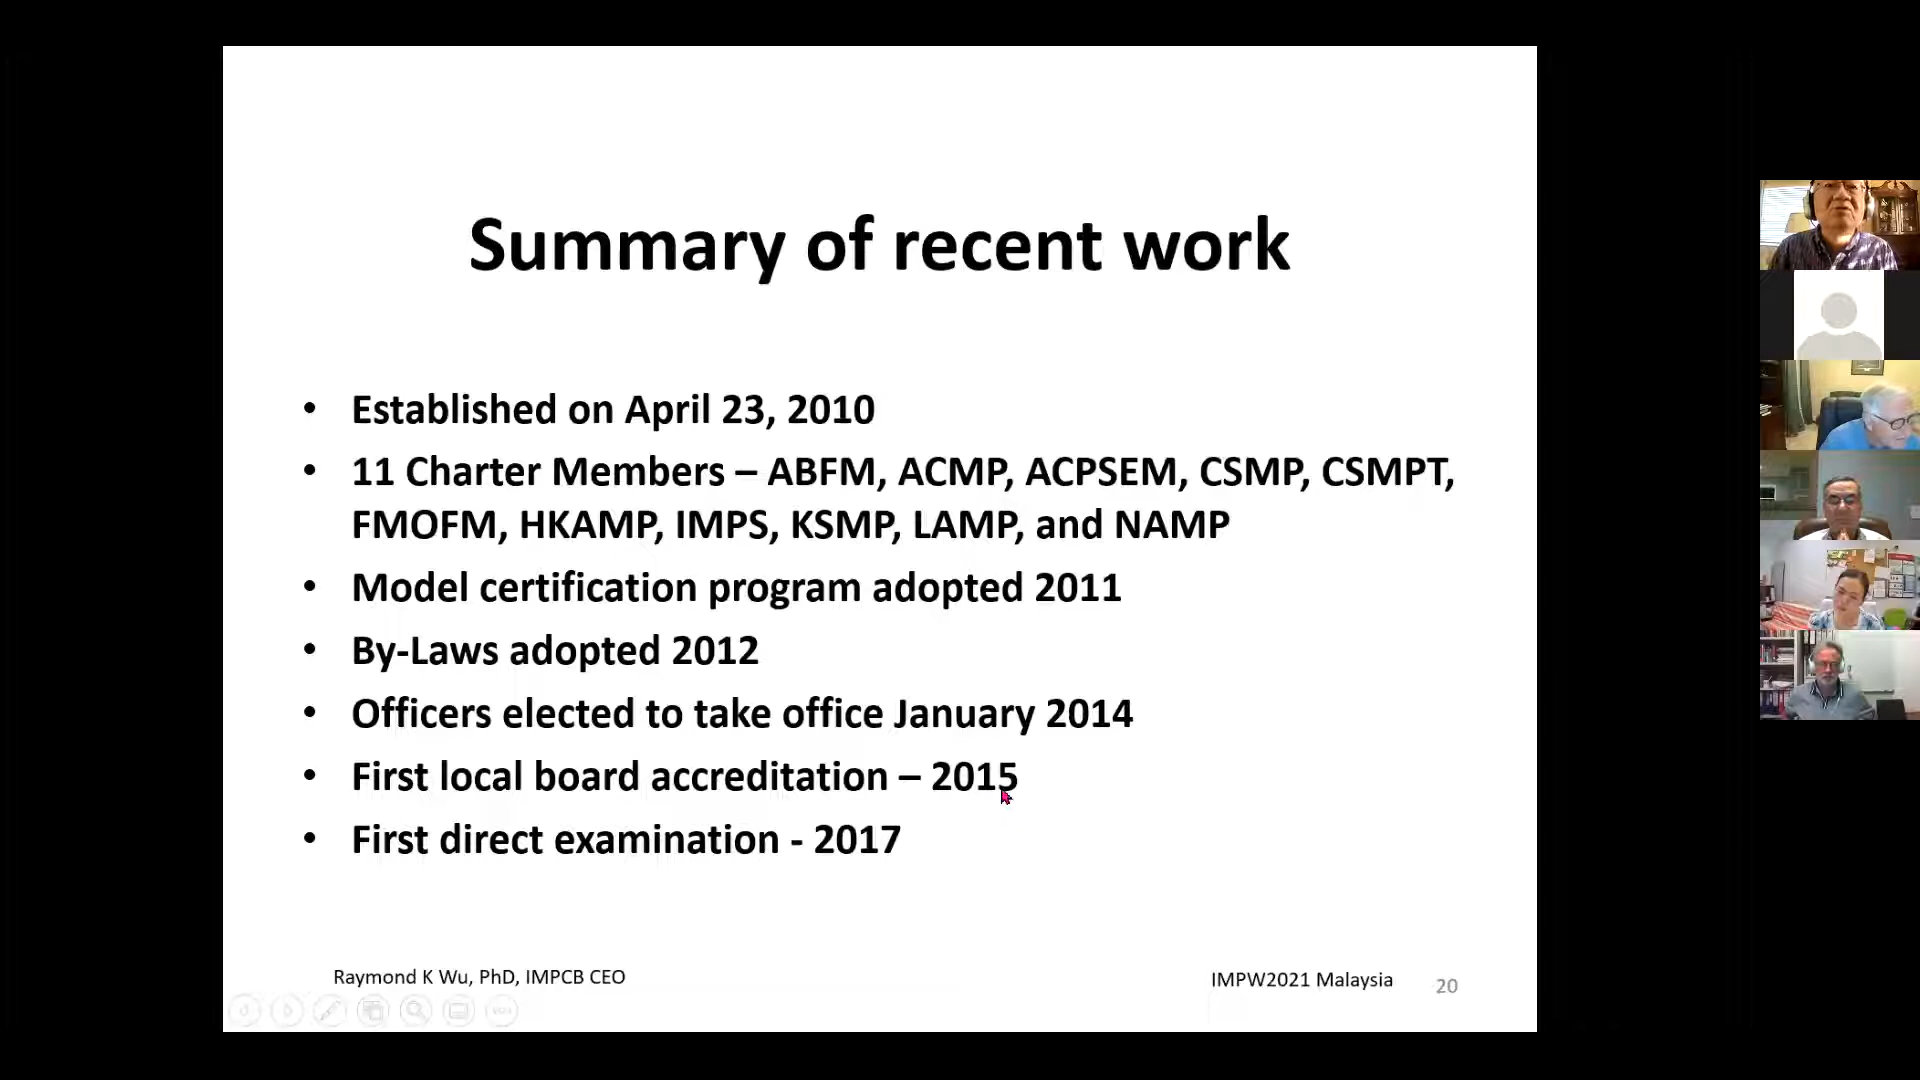 Summary of recent work
• Established on April 23, 2010
• 11 Charter Members – ABFM, ACMP, ACPSEM, CSMP, CSMPT,
FMOFM, HKAMP, IMPS, KSMP, LAMP, and NAMP
• Model certification program adopted 2011
• By-Laws adopted 2012
• Officers elected to take office January 2014
• First local board accreditation – 2015
• First direct examination - 2017
Raymond K Wu, PhD, IMPCB CEO
IMPW2021 Malaysia
20